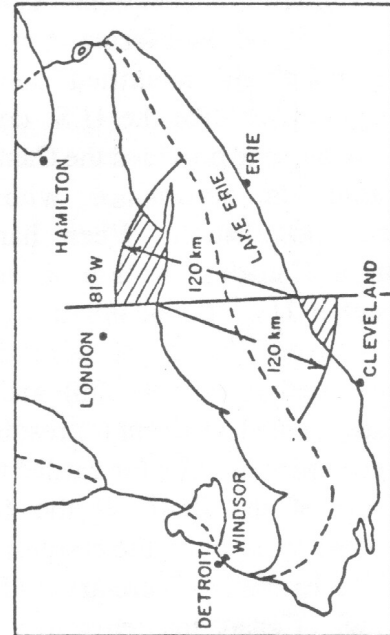 HAMILTON
81° W
LONDON
120 km
LAKE ERIE
ERIE
120 km
CLEVELAND
WINDSOR
DETROIT